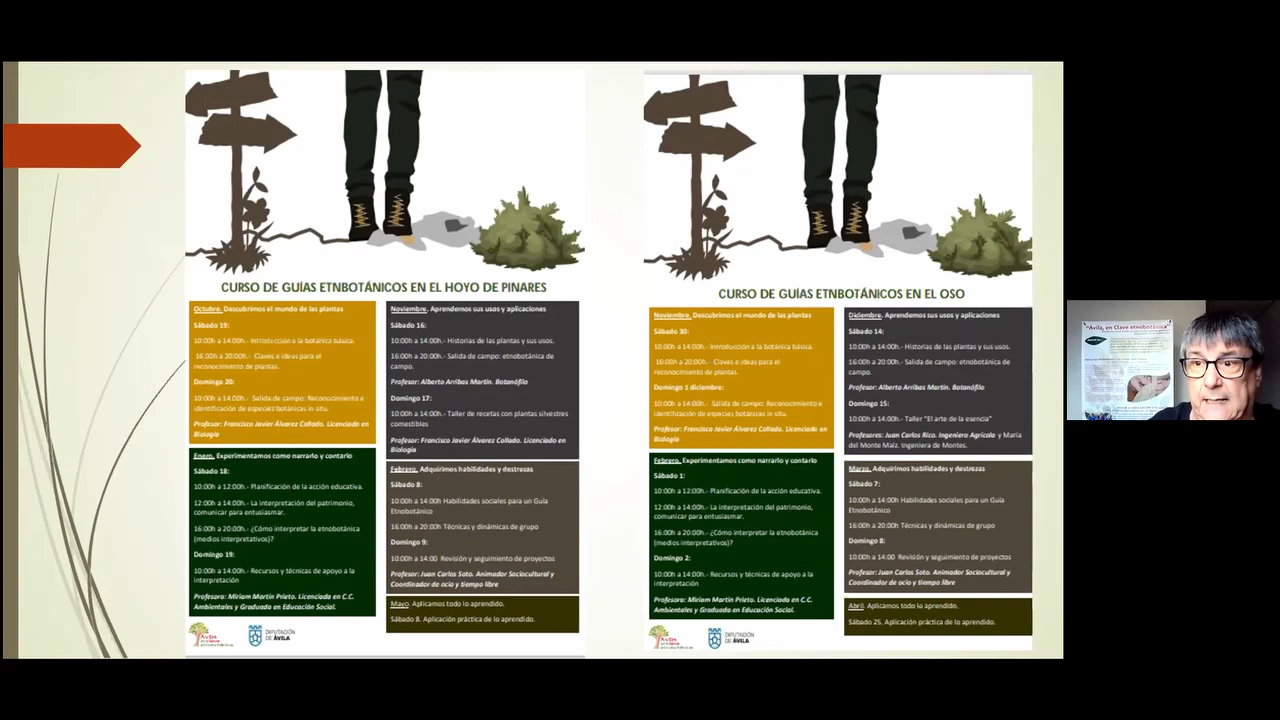 CURSO DE GUÍAS ETNBOTÁNICOS EN EL HOYO DE PINARES
Octubre. Descubrimos el mundo de las plantas
Sábado 19:
10:00h a 14:00h.- Introducción a la botánica básica.
16:00h a 20:00h.- Claves e ideas para el
reconocimiento de plantas.
Domingo 20:
10:00h a 14:00h.- Salida de campo: Reconocimiento e
identificación de especies botánicas in situ.
Profesor: Francisco Javier Álvarez Collado. Licenciado en
Biología
Noviembre. Aprendemos sus usos y aplicaciones
Sábado 16:
10:00h a 14:00h.- Historias de las plantas y sus usos.
16:00h a 20:00h.- Salida de campo: etnobotánica de
campo.
Profesor: Alberto Arribas Martín. Botanófilo
Domingo 17:
10:00h a 14:00h.- Taller de recetas con plantas silvestres
comestibles
Profesor: Francisco Javier Álvarez Collado. Licenciado en
Biología
Enero. Experimentamos como narrarlo y contarlo
Sábado 18:
10:00h a 12:00h.- Planificación de la acción educativa.
12:00h a 14:00h.- La interpretación del patrimonio,
comunicar para entusiasmar.
16:00h a 20:00h.- ¿Cómo interpretar la etnobotánica
(medios interpretativos)?
Domingo 19:
10:00h a 14:00h.- Recursos y técnicas de apoyo a la
interpretación
Profesora: Miriam Martín Prieto. Licenciada en C.C.
Ambientales y Graduada en Educación Social.
Febrero. Adquirimos habilidades y destrezas
Sábado 8:
10:00h a 14:00h Habilidades sociales para un Guía
Etnobotánico
16:00h a 20:00h Técnicas y dinámicas de grupo
Domingo 9:
10:00h a 14:00 Revisión y seguimiento de proyectos
Profesor: Juan Carlos Soto. Animador Sociocultural y
Coordinador de ocio y tiempo libre
Mayo. Aplicamos todo lo aprendido.
Sábado 8. Aplicación práctica de lo aprendido.
DIPUTACIÓN
DE ÁVILA
CURSO DE GUÍAS ETNBOTÁNICOS EN EL OSO
Noviembre. Descubrimos el mundo de las plantas
Sábado 30:
10:00h a 14:00h.- Introducción a la botánica básica.
16:00h a 20:00h.- Claves e ideas para el
reconocimiento de plantas.
Domingo 1 diciembre:
10:00h a 14:00h.- Salida de campo: Reconocimiento e
identificación de especies botánicas in situ.
Profesor: Francisco Javier Álvarez Collado. Licenciado en
Biología
Diciembre. Aprendemos sus usos y aplicaciones
Sábado 14:
10:00h a 14:00h.- Historias de las plantas y sus usos.
16:00h a 20:00h.- Salida de campo: etnobotánica de
campo.
Profesor: Alberto Arribas Martín. Botanófilo
Domingo 15:
10:00h a 14:00h.- Taller "El arte de la esencia"
Profesores: Juan Carlos Rico. Ingeniero Agrícola y María
del Monte Maíz. Ingeniera de Montes.
Febrero. Experimentamos como narrarlo y contarlo
Sábado 1:
10:00h a 12:00h.- Planificación de la acción educativa.
12:00h a 14:00h.- La interpretación del patrimonio,
comunicar para entusiasmar.
16:00h a 20:00h.- ¿Cómo interpretar la etnobotánica
(medios interpretativos)?
Domingo 2:
10:00h a 14:00h.- Recursos y técnicas de apoyo a la
interpretación
Profesora: Miriam Martín Prieto. Licenciada en C.C.
Ambientales y Graduada en Educación Social.
Marzo. Adquirimos habilidades y destrezas
Sábado 7:
10:00h a 14:00h Habilidades sociales para un Guía
Etnobotánico
16:00h a 20:00h Técnicas y dinámicas de grupo
Domingo 8:
10:00h a 14:00 Revisión y seguimiento de proyectos
Profesor: Juan Carlos Soto. Animador Sociocultural y
Coordinador de ocio y tiempo libre
Abril. Aplicamos todo lo aprendido.
Sábado 25. Aplicación práctica de lo aprendido.
DIPUTACIÓN
DE ÁVILA
"Ávila, en Clave etnobotánica"